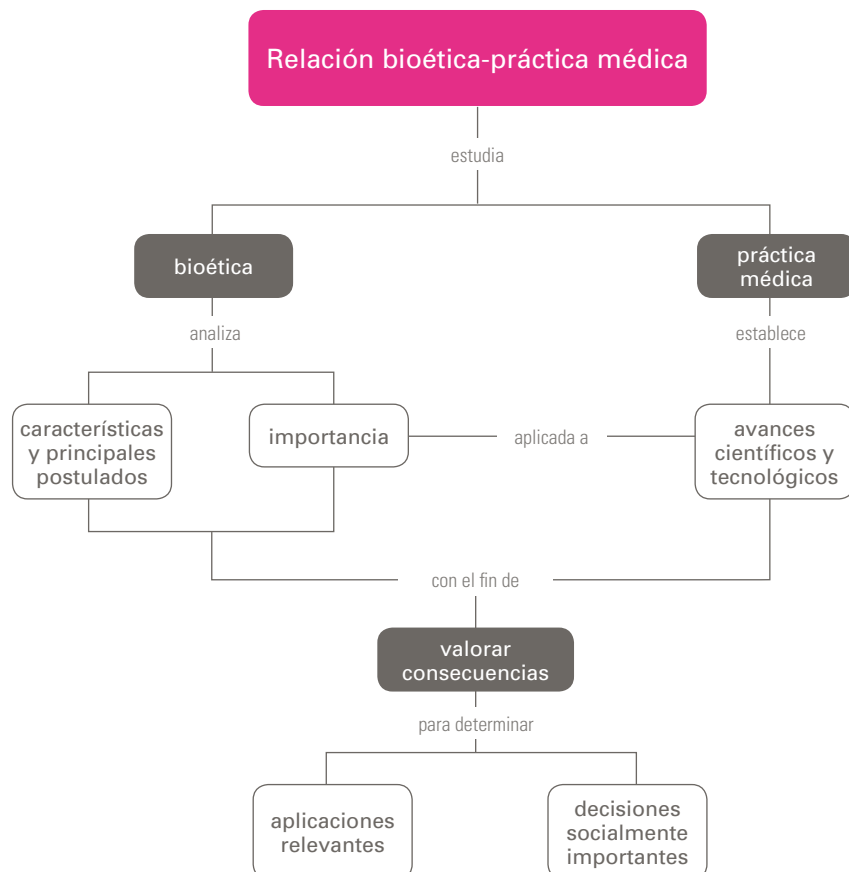 Relación bioética-práctica médica
estudia
bioética
práctica
médica
analiza
establece
características
y principales
postulados
importancia
aplicada a
avances
científicos y
tecnológicos
con el fin de
valorar
consecuencias
para determinar
aplicaciones
relevantes
decisiones
socialmente
importantes